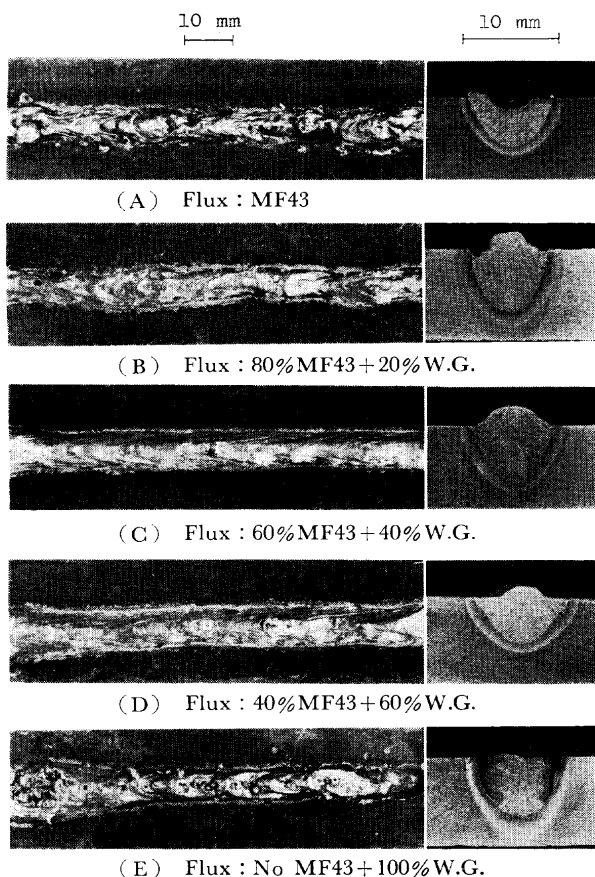 10 mm 10 mm
(A) Flux : MF43
(B) Flux : 80%MF43+20%W.G.
(C) Flux : 60%MF43+40%W.G.
(D) Flux : 40%MF43+60%W.G.
(E) Flux : No MF43+100%W.G.